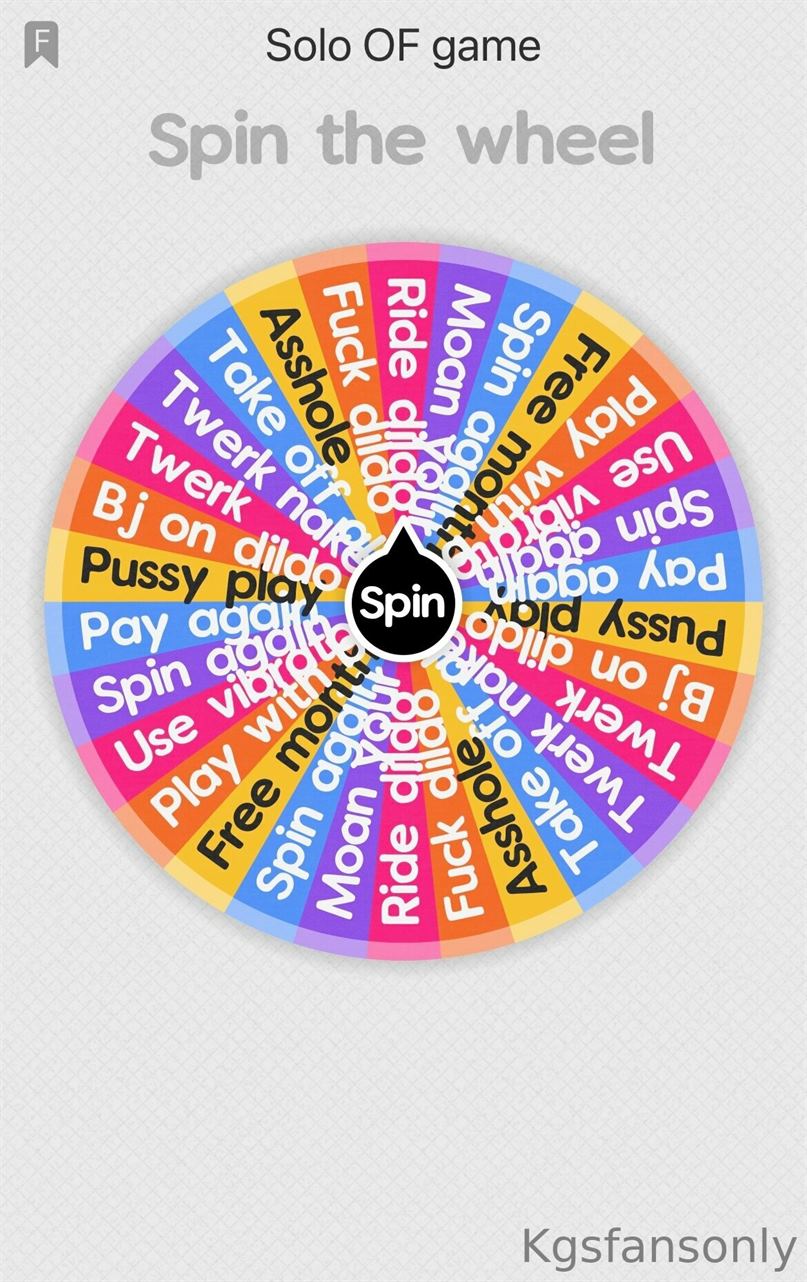 F
Solo OF game
Spin the wheel
Ride dildo
Moan your
Spin again
Free month
Play with
Use vibrator
Spin again
Pay again
Pussy play
Bj on dildo
Twerk
Twerk naked
Take off
Asshole
Fuck dildo
Ride dildo
Moan your
Spin again
Free month
Play with
Use vibrator
Spin again
Pay again
Pussy play
Bj on dildo
Twerk
Twerk naked
Take off
Asshole
Fuck dildo
Spin
Kgsfansonly